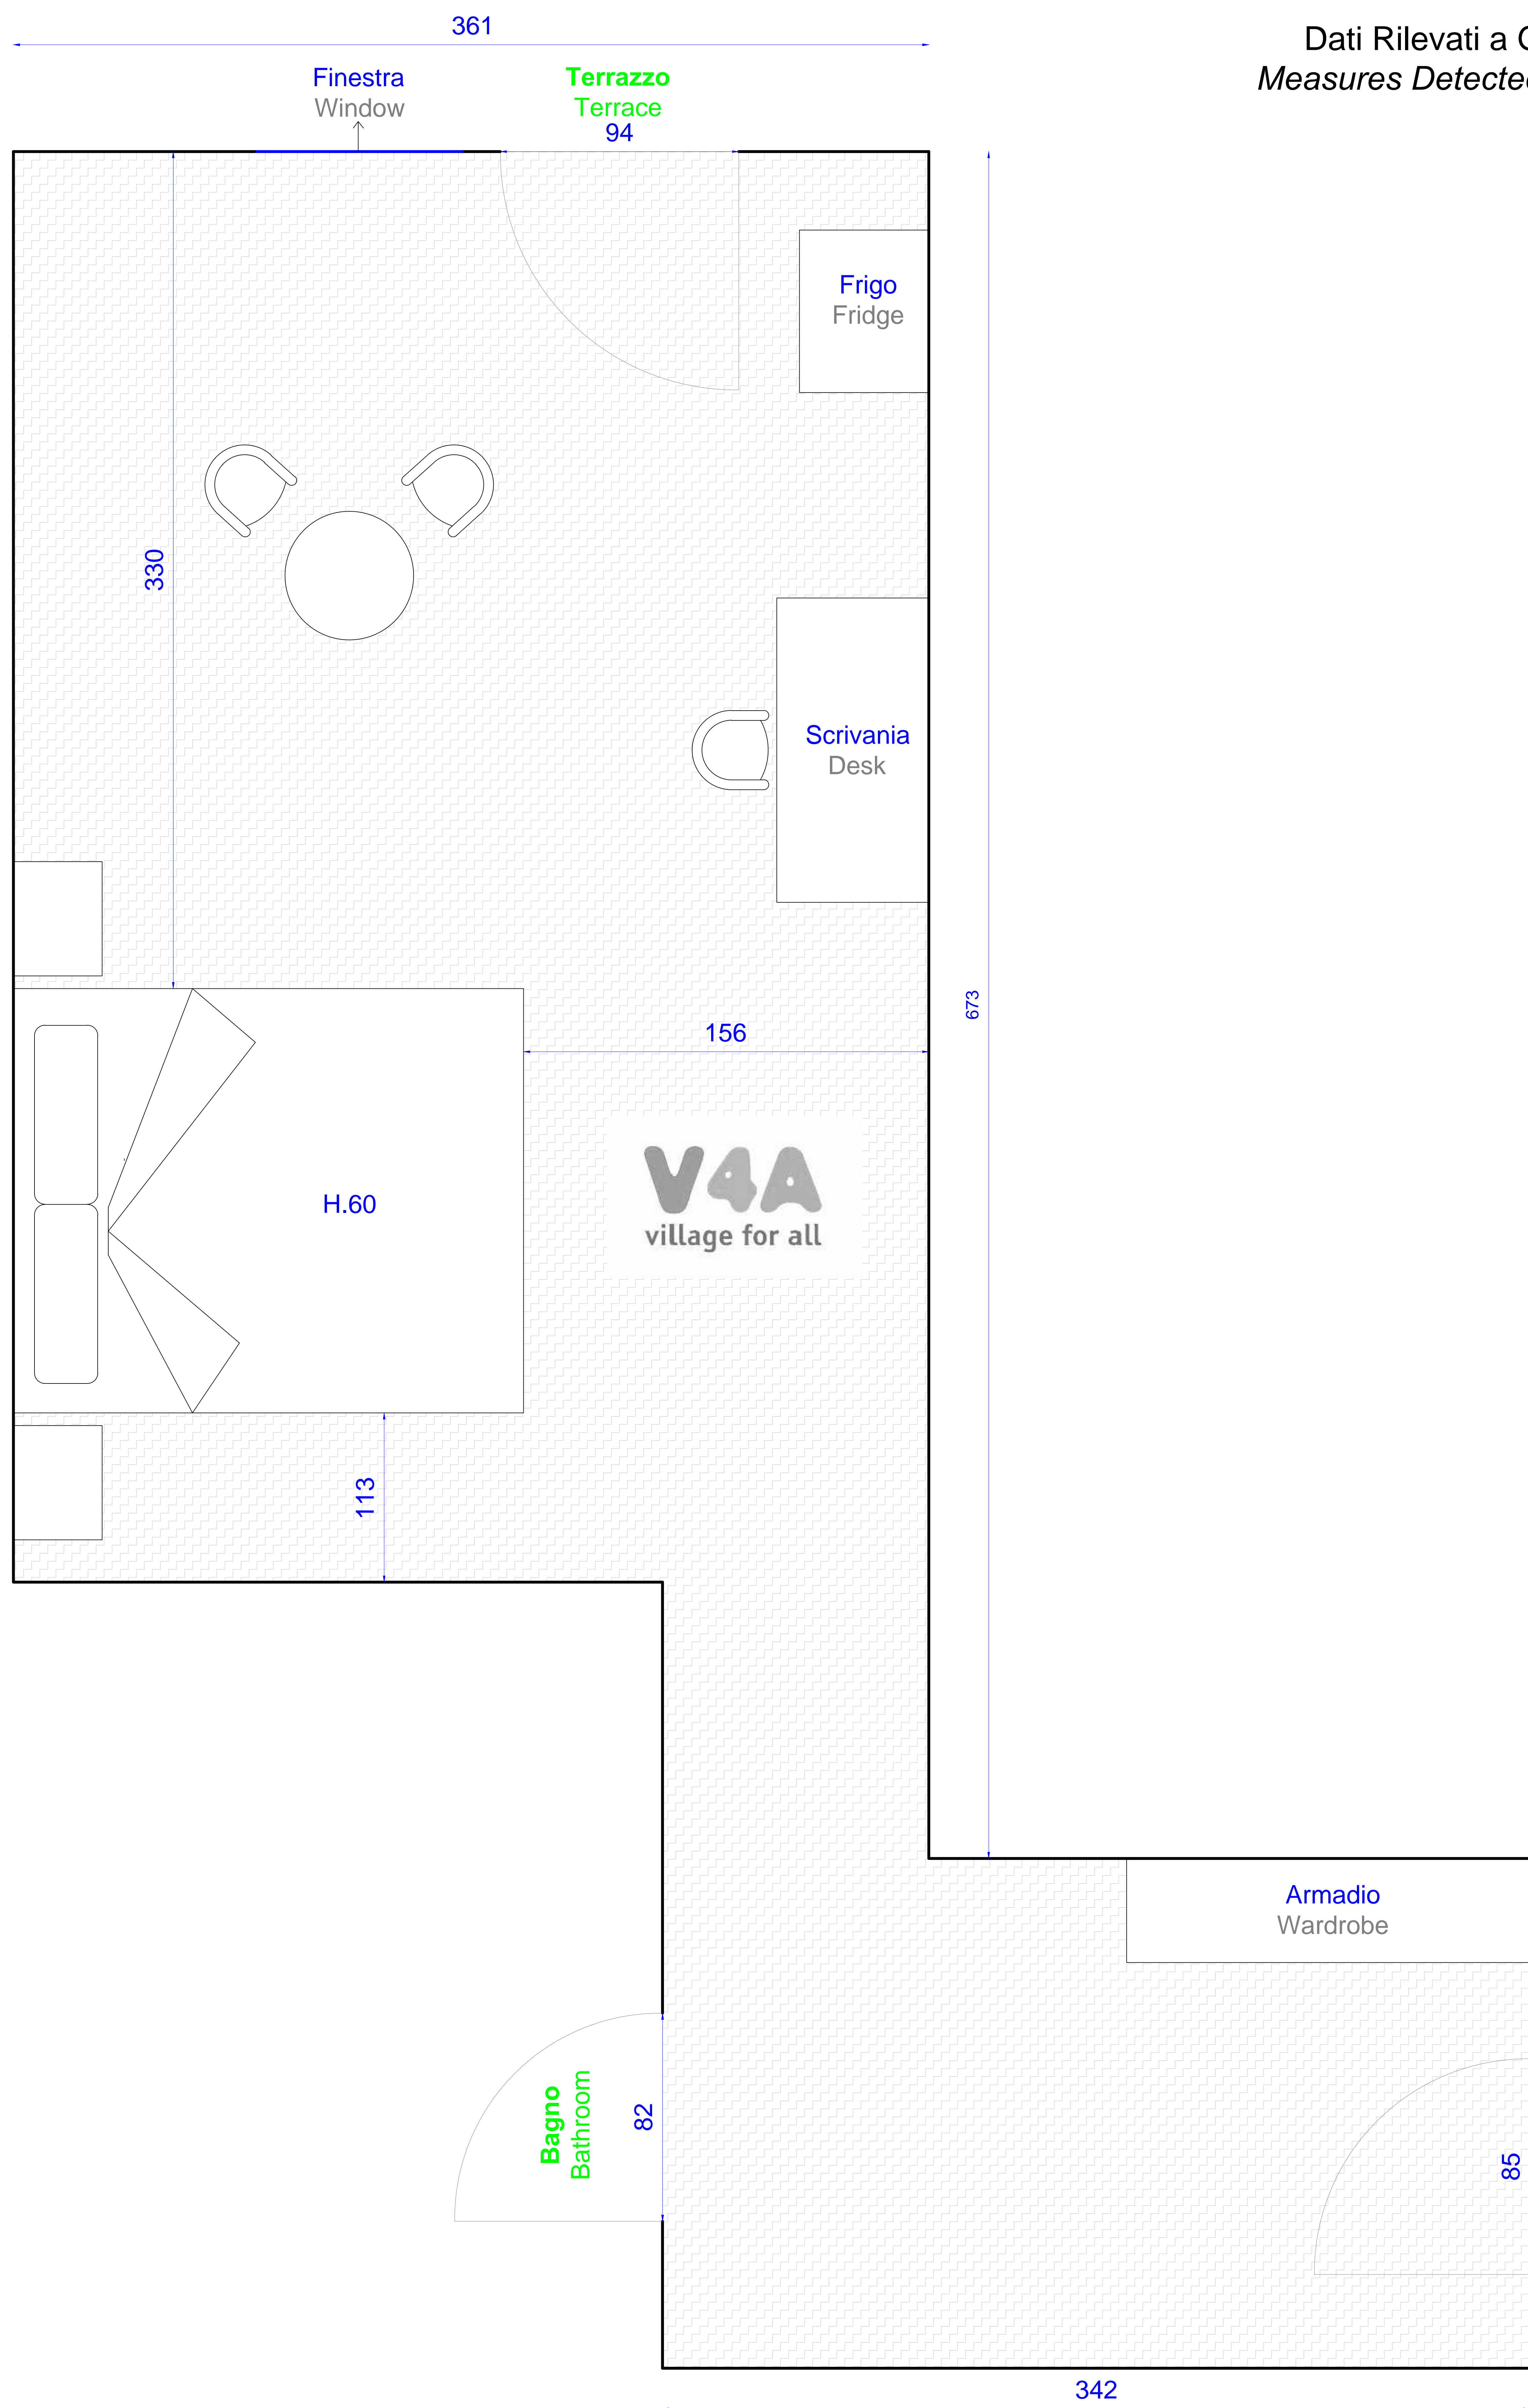 361
Dati Rilevati a
Measures Detected
Finestra
Window
Terrazzo
Terrace
94
Frigo
Fridge
330
Scrivania
Desk
673
156
H.60
V4A
village for all
113
Armadio
Wardrobe
Bagno
Bathroom
82
85
342